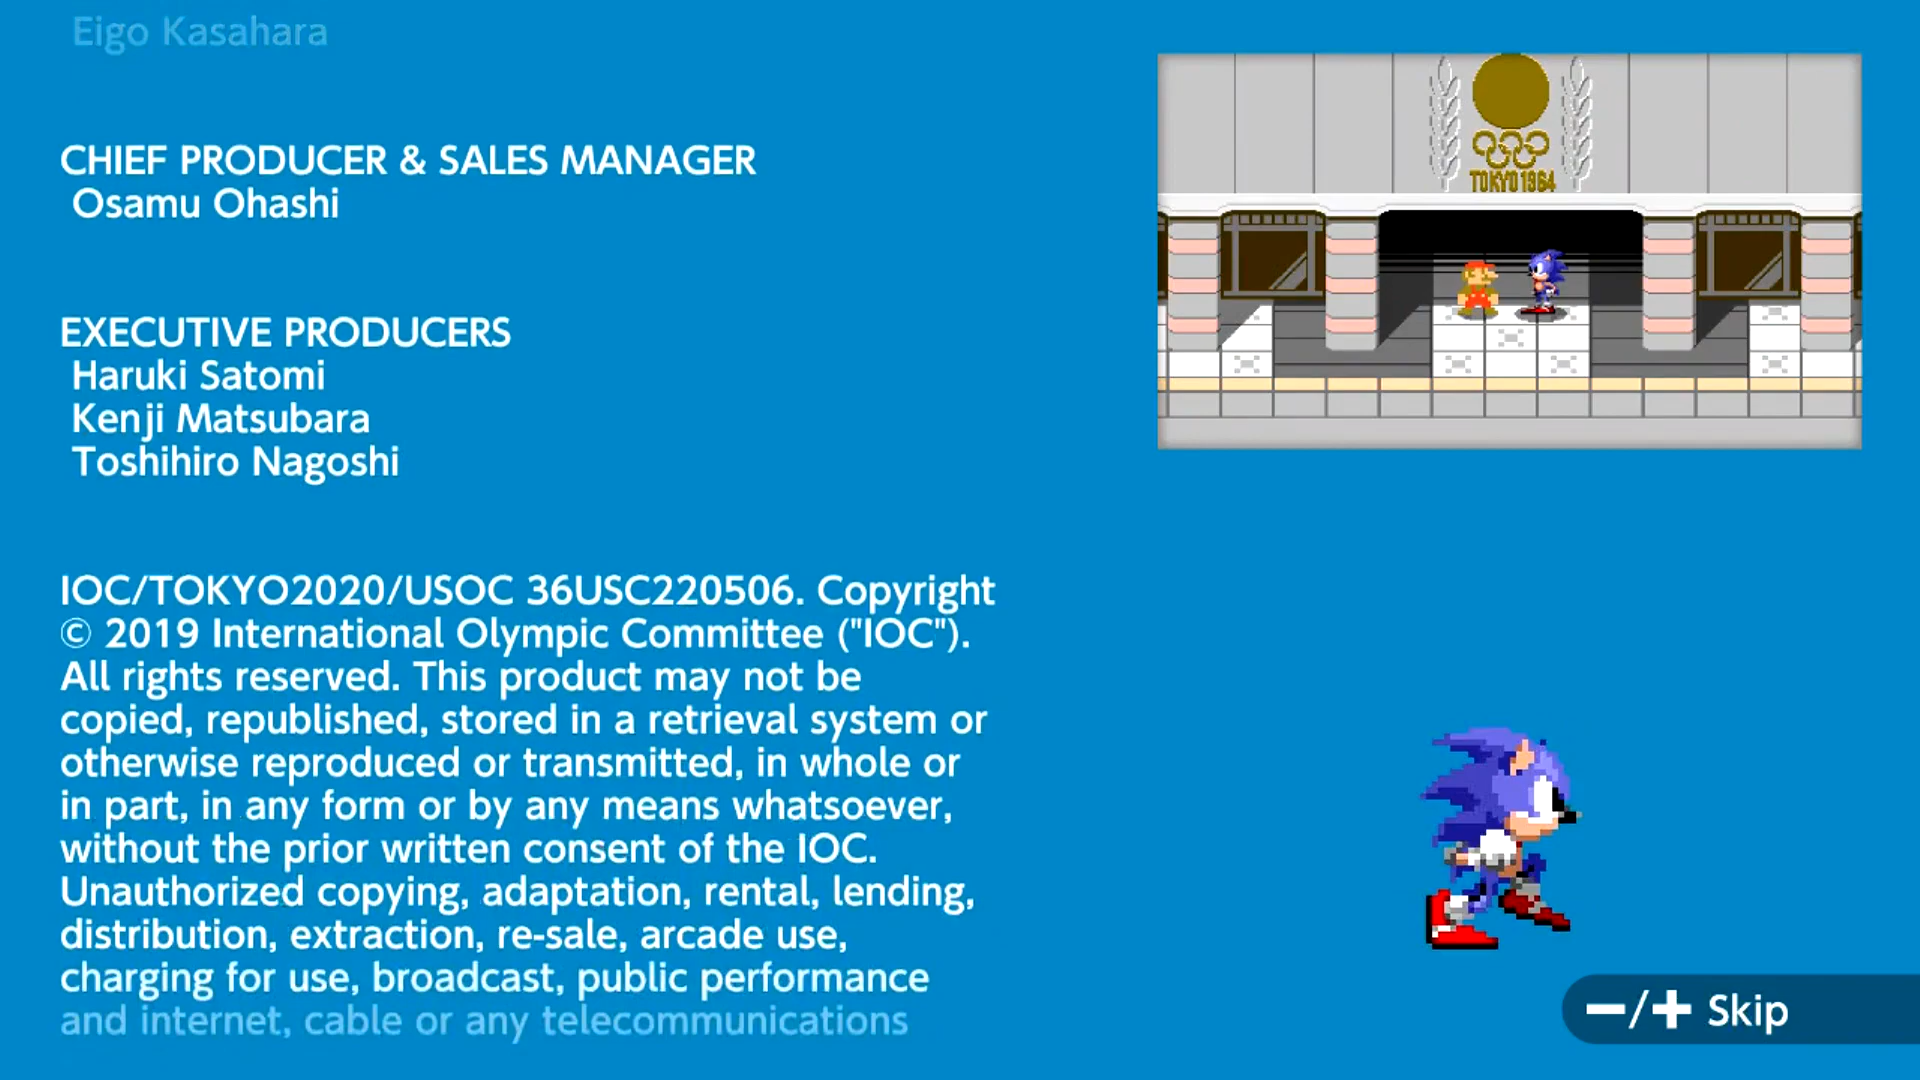 Eigo Kasahara
CHIEF PRODUCER & SALES MANAGER
Osamu Ohashi
EXECUTIVE PRODUCERS
Haruki Satomi
Kenji Matsubara
Toshihiro Nagoshi
IOC/TOKYO2020/USOC 36USC220506. Copyright
© 2019 International Olympic Committee ("IOC").
All rights reserved. This product may not be
copied, republished, stored in a retrieval system or
otherwise reproduced or transmitted, in whole or
in part, in any form or by any means whatsoever,
without the prior written consent of the IOC.
Unauthorized copying, adaptation, rental, lending,
distribution, extraction, re-sale, arcade use,
charging for use, broadcast, public performance
and internet, cable or any telecommunications
TOKYO 1964
−/+ Skip